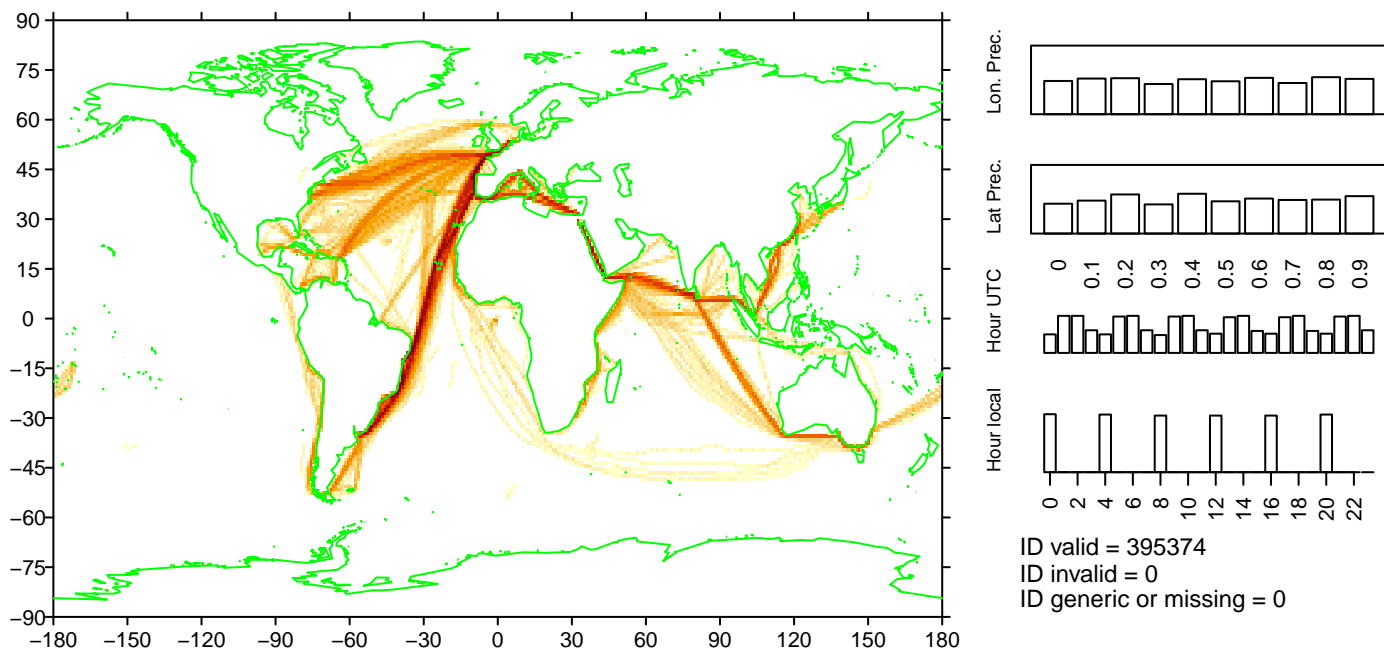 90
75
60
45
30
15
0
−15
−30
−45
−60
−75
−90
−180 −150 −120 −90 −60 −30 0 30 60 90 120 150 180
Lon. Prec.
Lat Prec.
0 0.1 0.2 0.3 0.4 0.5 0.6 0.7 0.8 0.9
Hour UTC
Hour local
0 2 4 6 8 10 12 14 16 18 20 22
ID valid = 395374
ID invalid = 0
ID generic or missing = 0